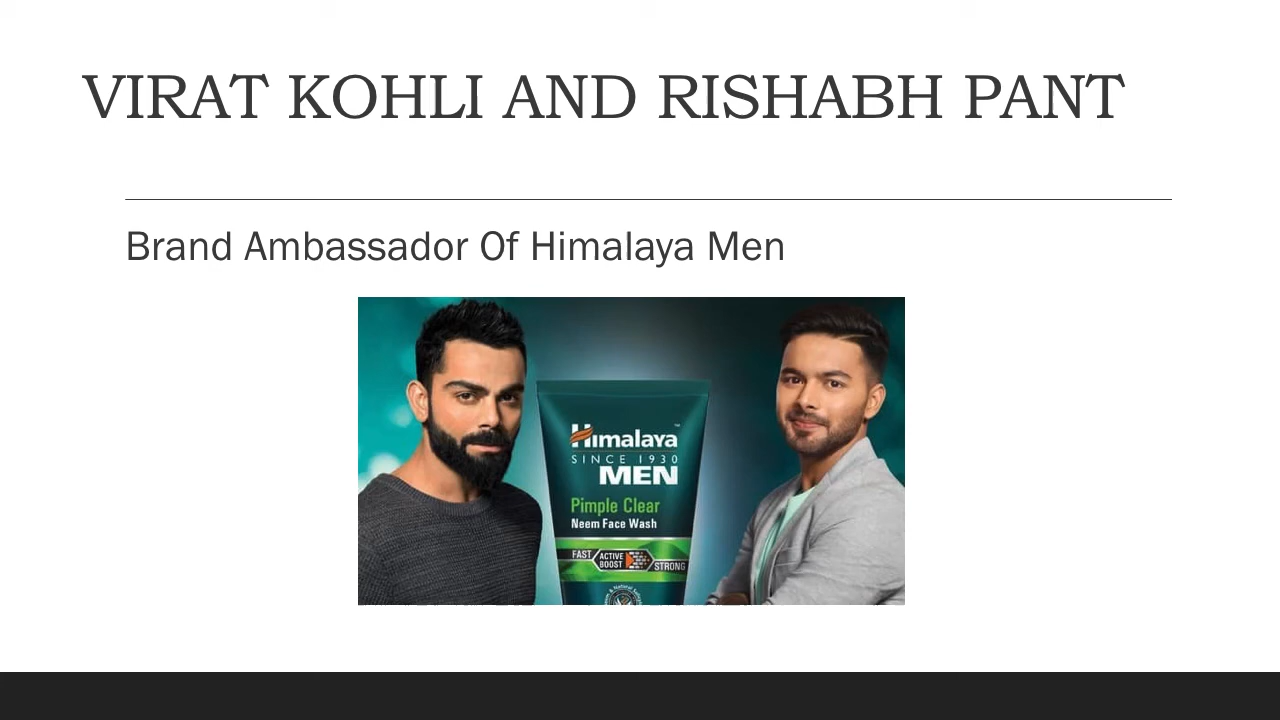 VIRAT KOHLI AND RISHABH PANT
Brand Ambassador Of Himalaya Men
Himalaya™
SINCE 1930
MEN
Pimple Clear
Neem Face Wash
FAST ACTIVE BOOST STRONG